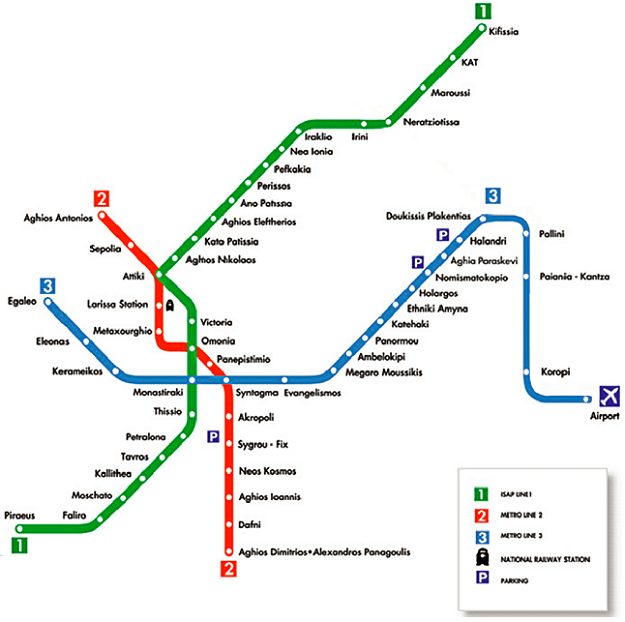 1
Kifissia
KAT
Maroussi
Neratziotissa
Iraklio
Irini
Nea Ionia
Pefkakia
Perissos
Ano Patissa
Aghios Eleftherios
Kato Patissia
Aghios Nikolaos
2
Aghios Antonios
Sepolia
Attiki
3
Doukissis Plakentias
P
Halandri
Pallini
P
Aghia Paraskevi
Nomismatokopio
Paiania - Kantza
Holargos
Ethniki Amyna
Katehaki
Panormou
Ambelokipi
Megaro Moussikis
Koropi
Airport
3
Egaleo
Eleonas
Kerameikos
Larissa Station
Metaxourghio
Victoria
Omonia
Panepistimio
Monastiraki
Syntagma
Evangelismos
Thissio
Akropoli
Petralona
P
Sygrou - Fix
Tavros
Kallithea
Neos Kosmos
Moschato
Aghios Ioannis
Piraeus
Faliro
1
Dafni
Aghios Dimitrios•Alexandros Panagoulis
2
1 ISAP LINE1
2 METRO LINE 2
3 METRO LINE 3
NATIONAL RAILWAY STATION
P PARKING